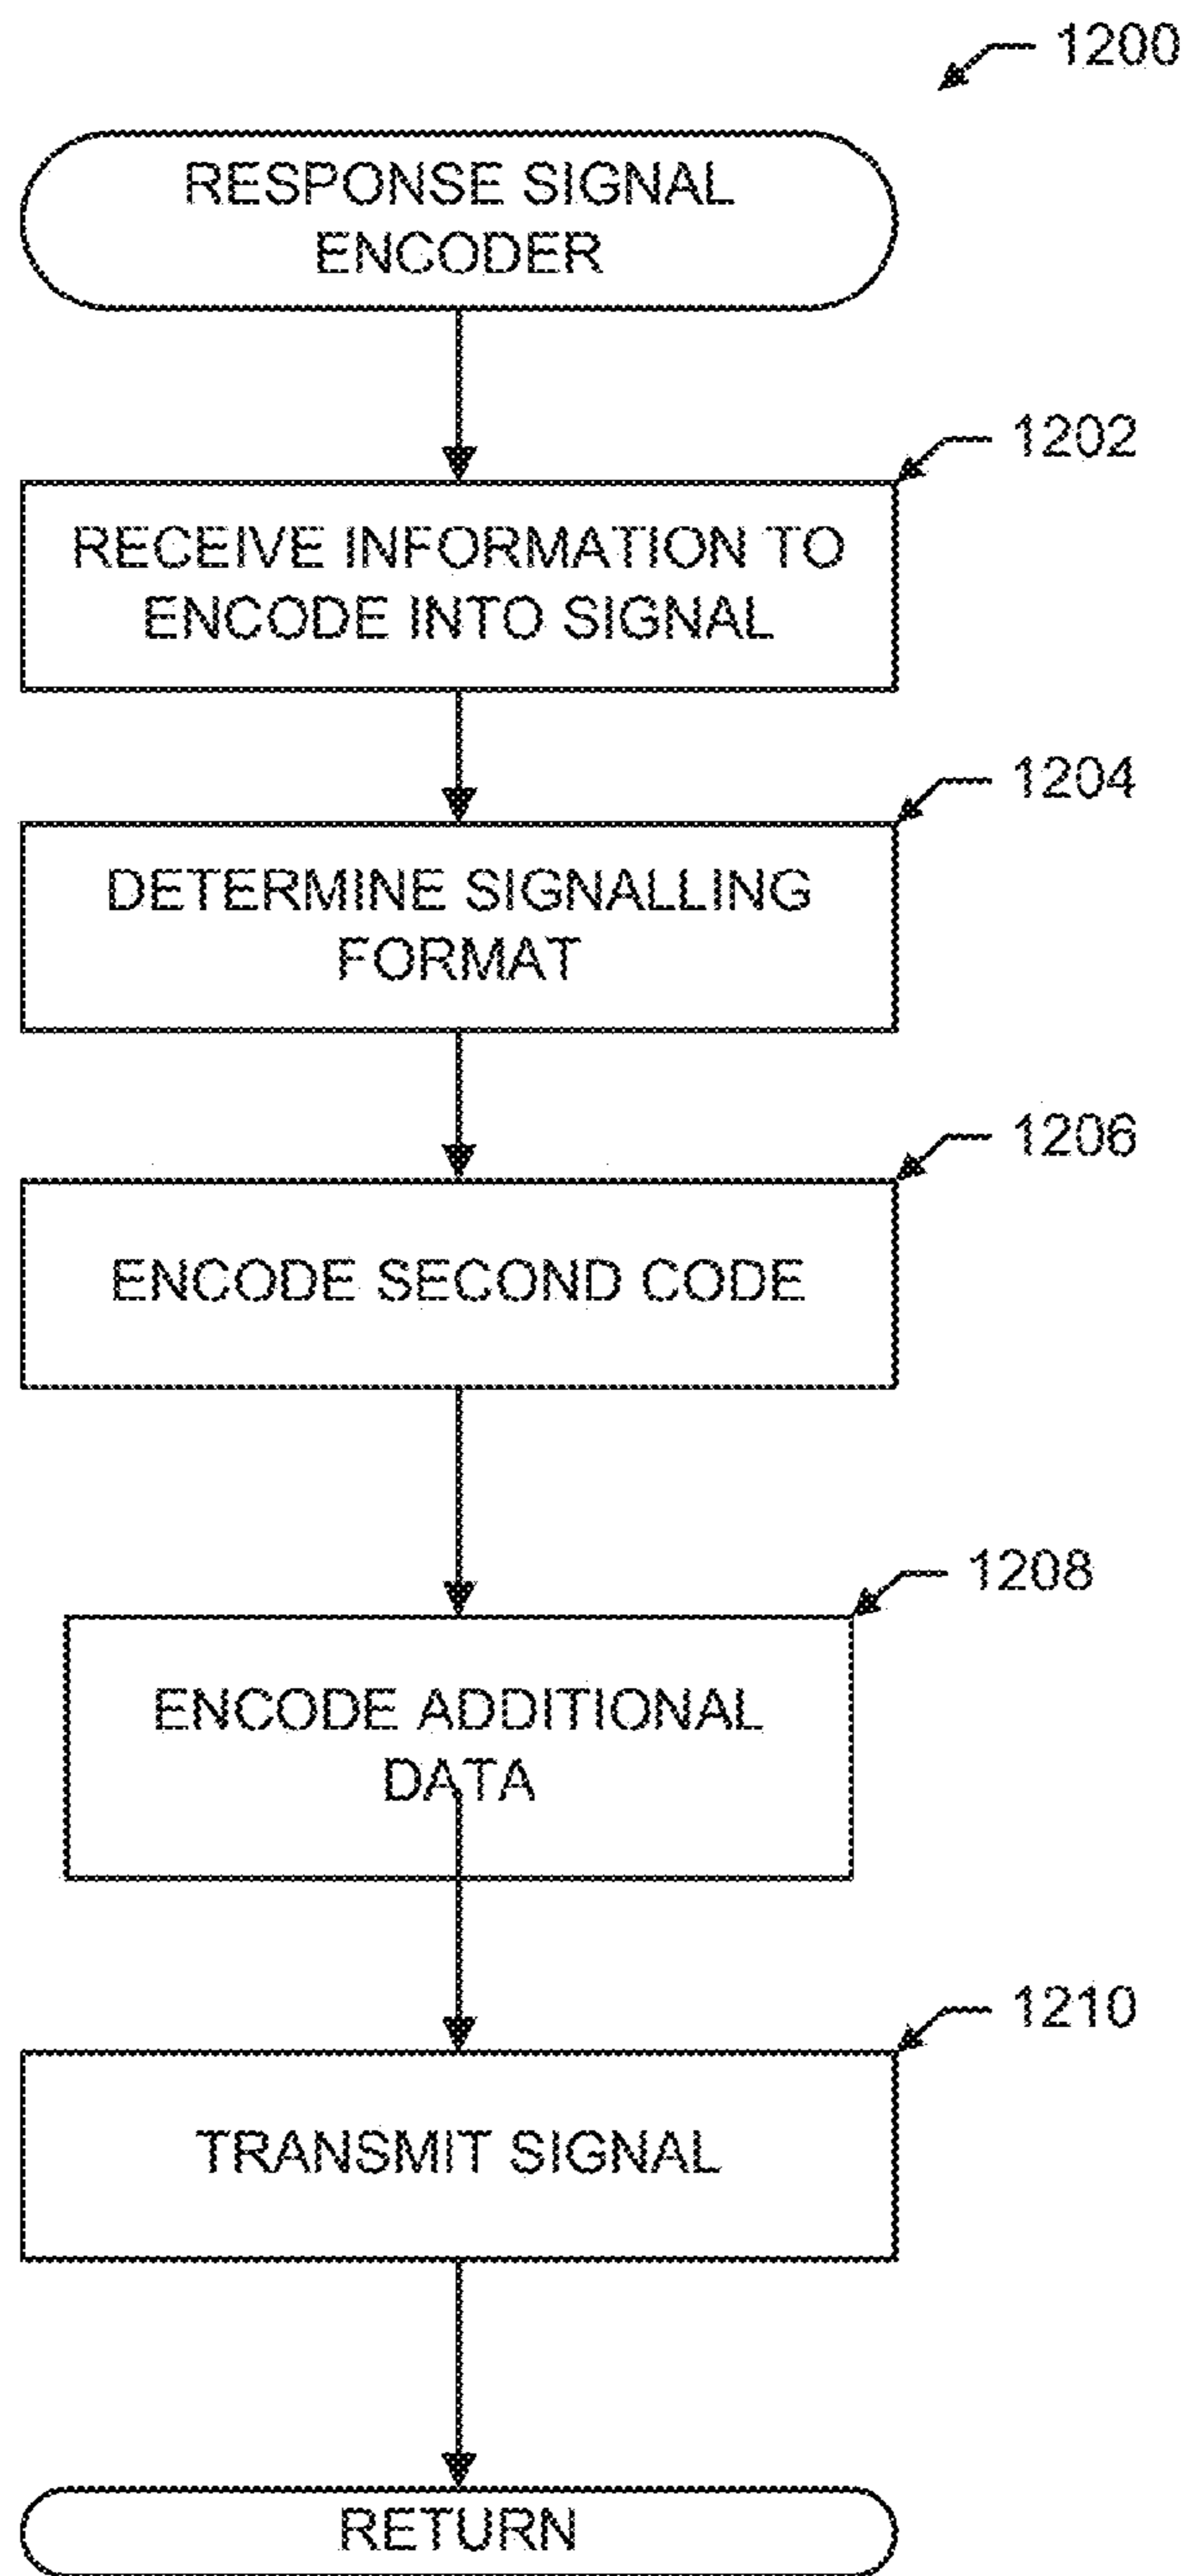 1200
RESPONSE SIGNAL
ENCODER
1202
RECEIVE INFORMATION TO
ENCODE INTO SIGNAL
1204
DETERMINE SIGNALLING
FORMAT
1206
ENCODE SECOND CODE
1208
ENCODE ADDITIONAL
DATA
1210
TRANSMIT SIGNAL
RETURN